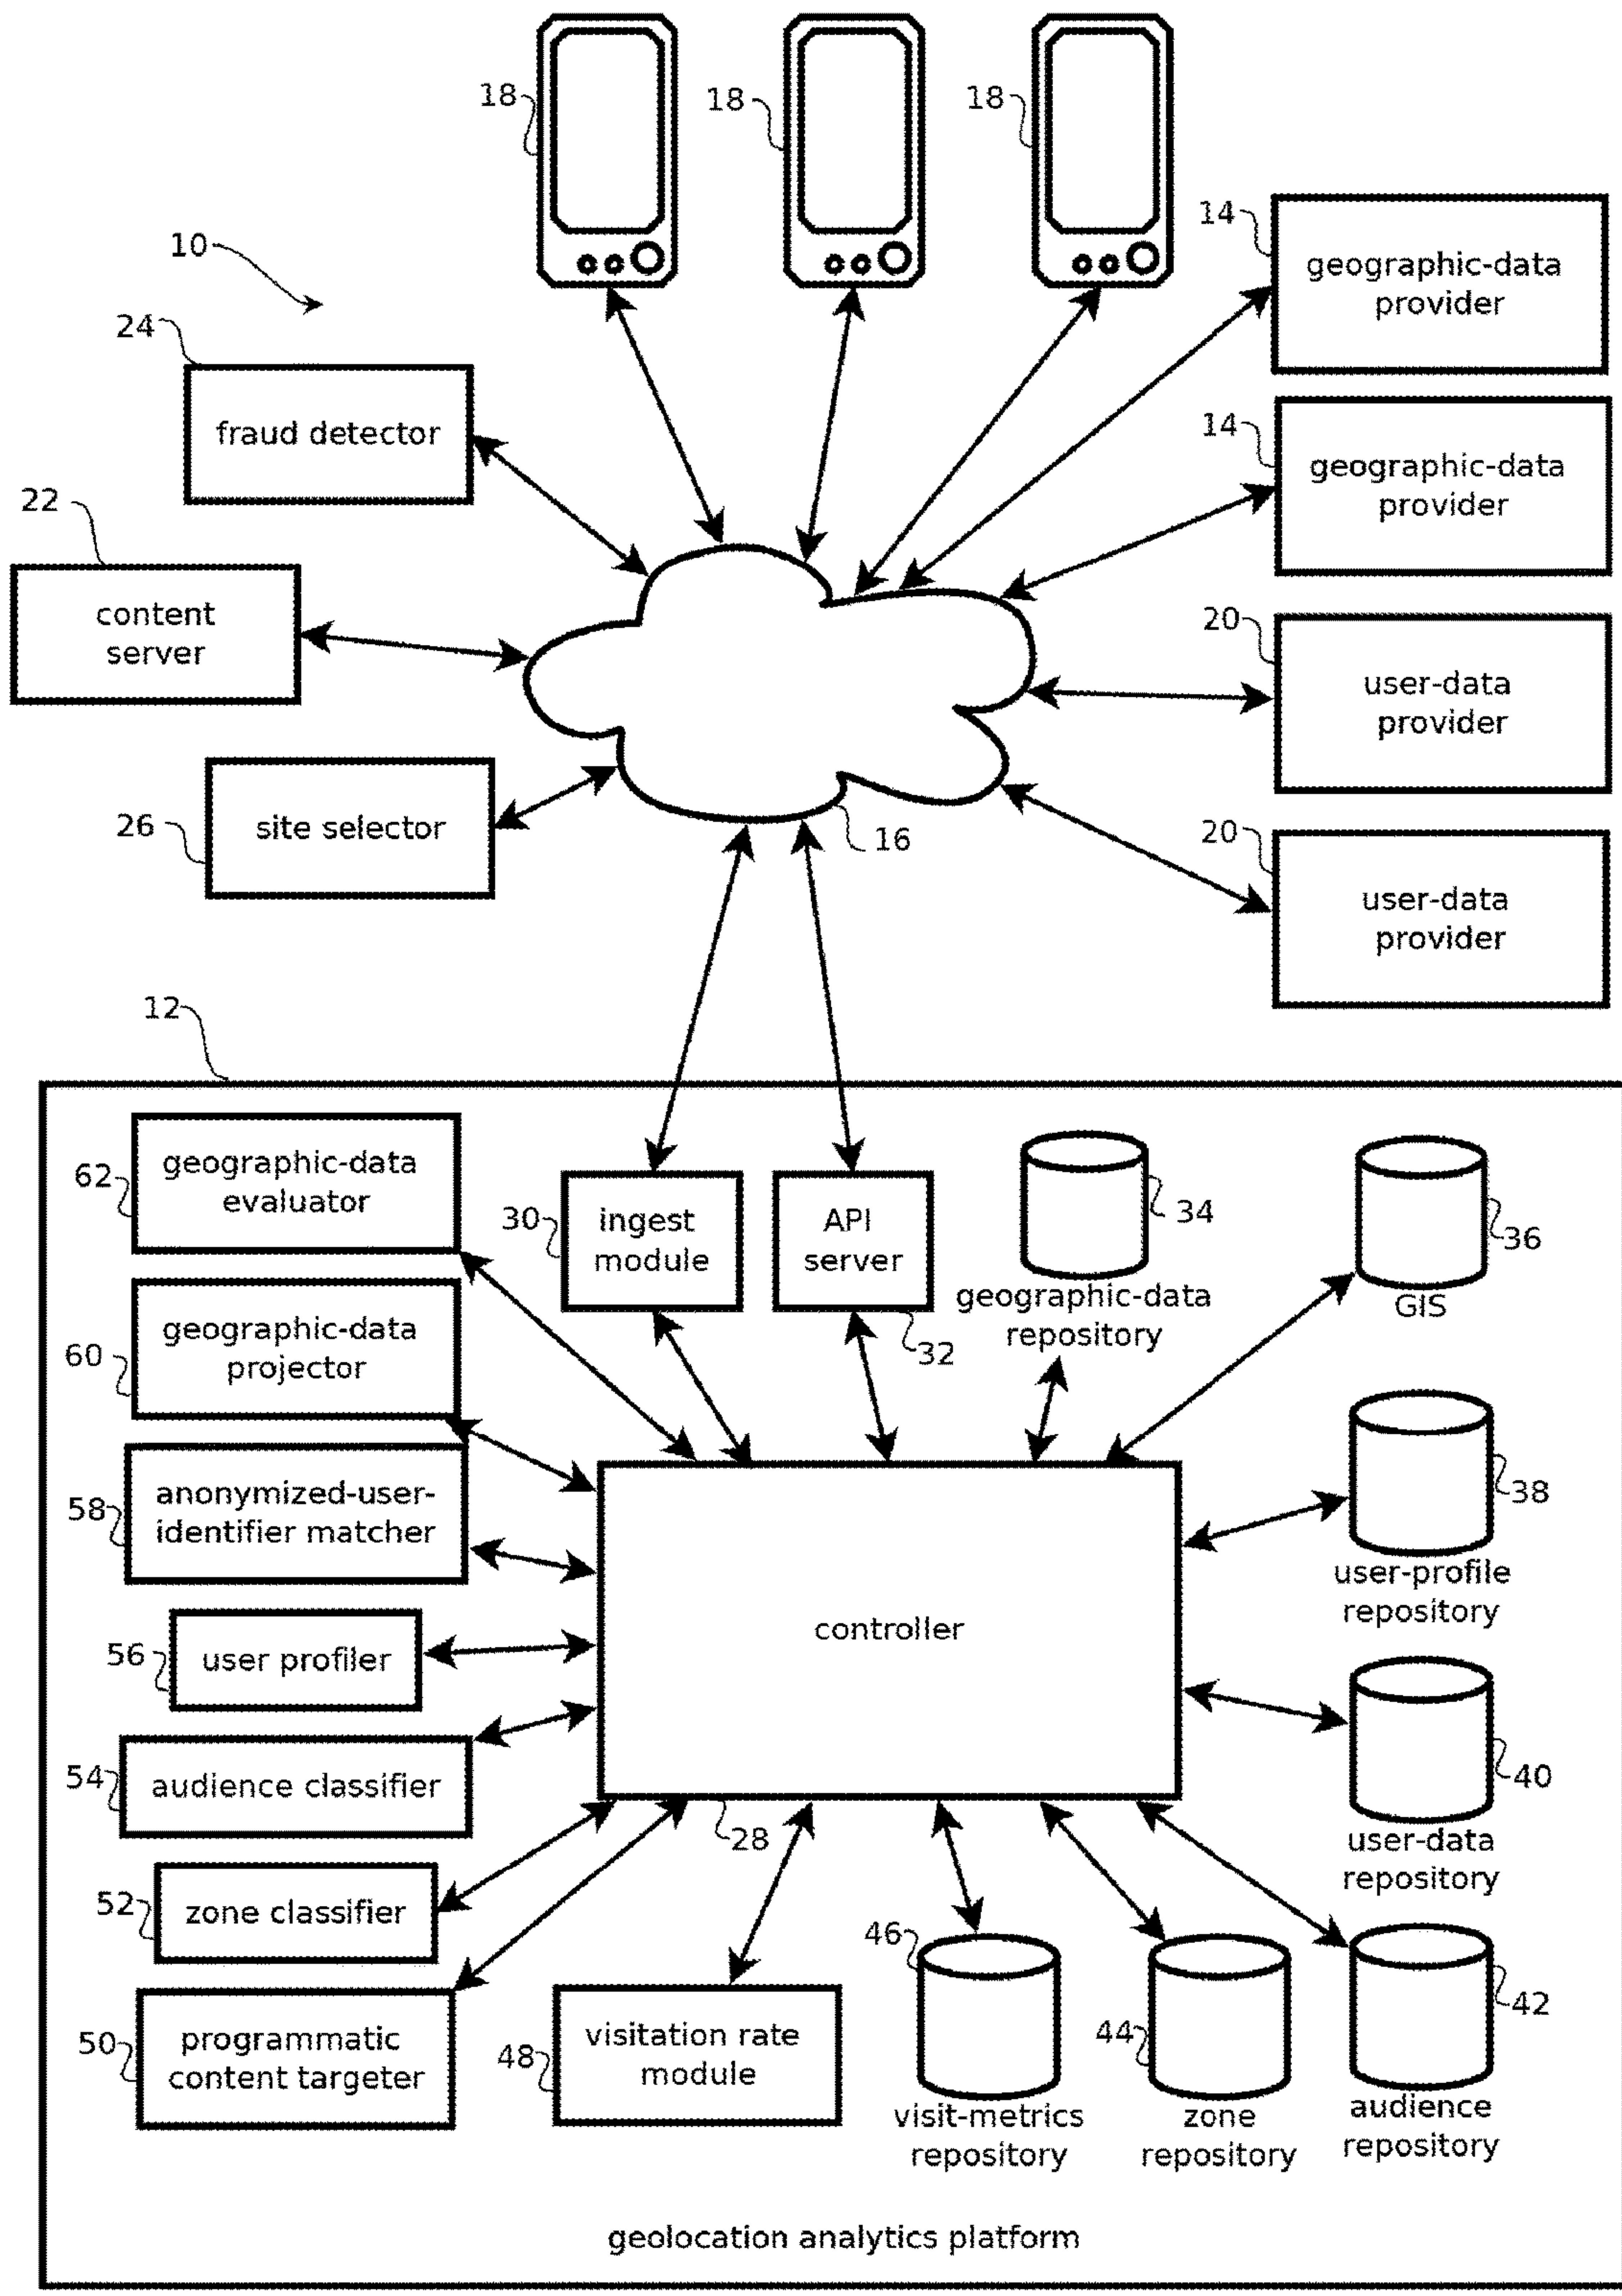 18
18
18
10
14
geographic-data
provider
24
fraud detector
14
geographic-data
provider
22
content
server
20
user-data
provider
26
site selector
16
20
user-data
provider
12
62
geographic-data
evaluator
30
ingest
module
API
server
32
34
geographic-data
repository
36
GIS
60
geographic-data
projector
58
anonymized-user-
identifier matcher
38
user-profile
repository
controller
28
56
user profiler
54
audience classifier
40
user-data
repository
52
zone classifier
50
programmatic
content targeter
48
visitation rate
module
46
visit-metrics
repository
44
zone
repository
42
audience
repository
geolocation analytics platform